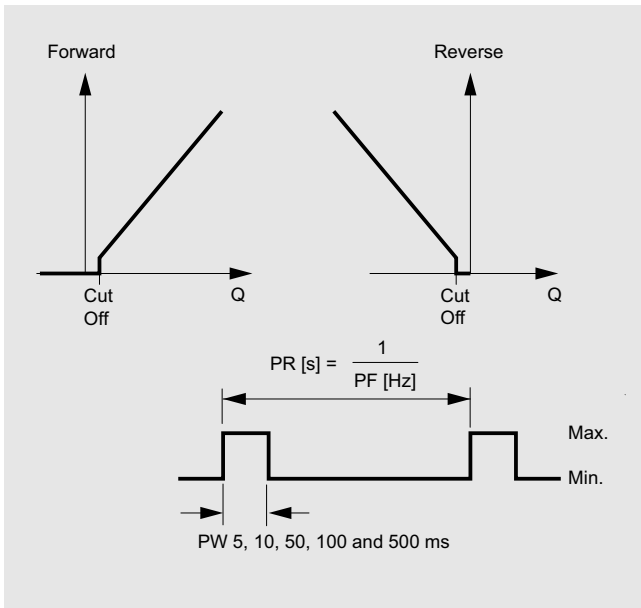 Forward
Reverse
Cut
Off
Q
Cut
Off
Q
PR [s] = 1
PF [Hz]
Max.
Min.
PW 5, 10, 50, 100 and 500 ms